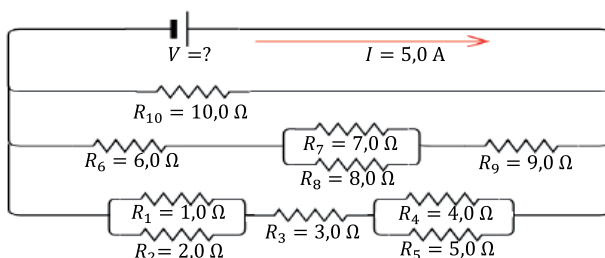 V =?
I = 5,0 A
R₁₀ = 10,0 Ω
R₆ = 6,0 Ω
R₇ = 7,0 Ω
R₈ = 8,0 Ω
R₉ = 9,0 Ω
R₁ = 1,0 Ω
R₂ = 2.0 Ω
R₃ = 3,0 Ω
R₄ = 4,0 Ω
R₅ = 5,0 Ω